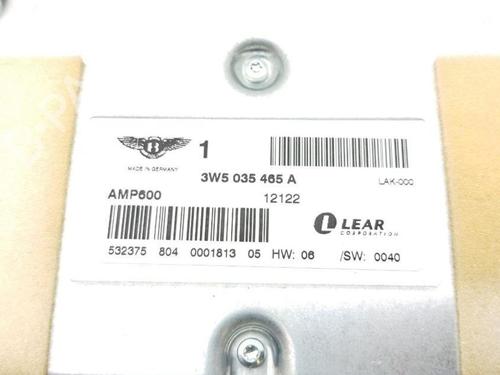 B
1
MADE IN GERMANY
3W5 035 465 A
LAK-000
AMP600
12122
L LEAR
CORPORATION
532375 804 0001813 05 HW: 06 /SW: 0040